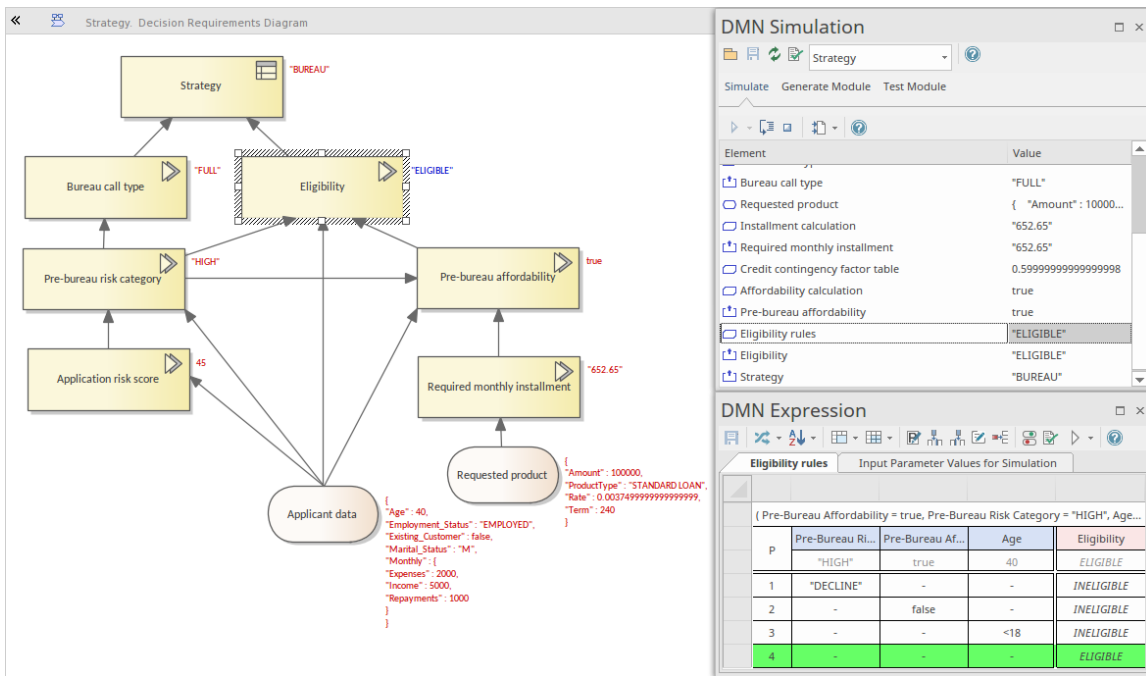 « Strategy. Decision Requirements Diagram
Strategy
"BUREAU"
Bureau call type
"FULL"
Eligibility
"ELIGIBLE"
Pre-bureau risk category
"HIGH"
Pre-bureau affordability
true
Application risk score
45
Required monthly installment
"652.65"
Requested product
{
"Amount" : 100000,
"ProductType" : "STANDARD LOAN",
"Rate" : 0.0037499999999999999,
"Term" : 240
}
Applicant data
{
"Age" : 40,
"Employment_Status" : "EMPLOYED",
"Existing_Customer" : false,
"Marital_Status" : "M",
"Monthly" : {
"Expenses" : 2000,
"Income" : 5000,
"Repayments" : 1000
}
}
DMN Simulation
Strategy
Simulate Generate Module Test Module
Element Value
Bureau call type "FULL"
Requested product { "Amount" : 10000...
Installment calculation "652.65"
Required monthly installment "652.65"
Credit contingency factor table 0.59999999999999998
Affordability calculation true
Pre-bureau affordability true
Eligibility rules "ELIGIBLE"
Eligibility "ELIGIBLE"
Strategy "BUREAU"
DMN Expression
Eligibility rules Input Parameter Values for Simulation
( Pre-Bureau Affordability = true, Pre-Bureau Risk Category = "HIGH", Age...
P Pre-Bureau Ri... Pre-Bureau Af... Age Eligibility
"HIGH" true 40 ELIGIBLE
1 "DECLINE" - - INELIGIBLE
2 - false - INELIGIBLE
3 - - <18 INELIGIBLE
4 - - - ELIGIBLE